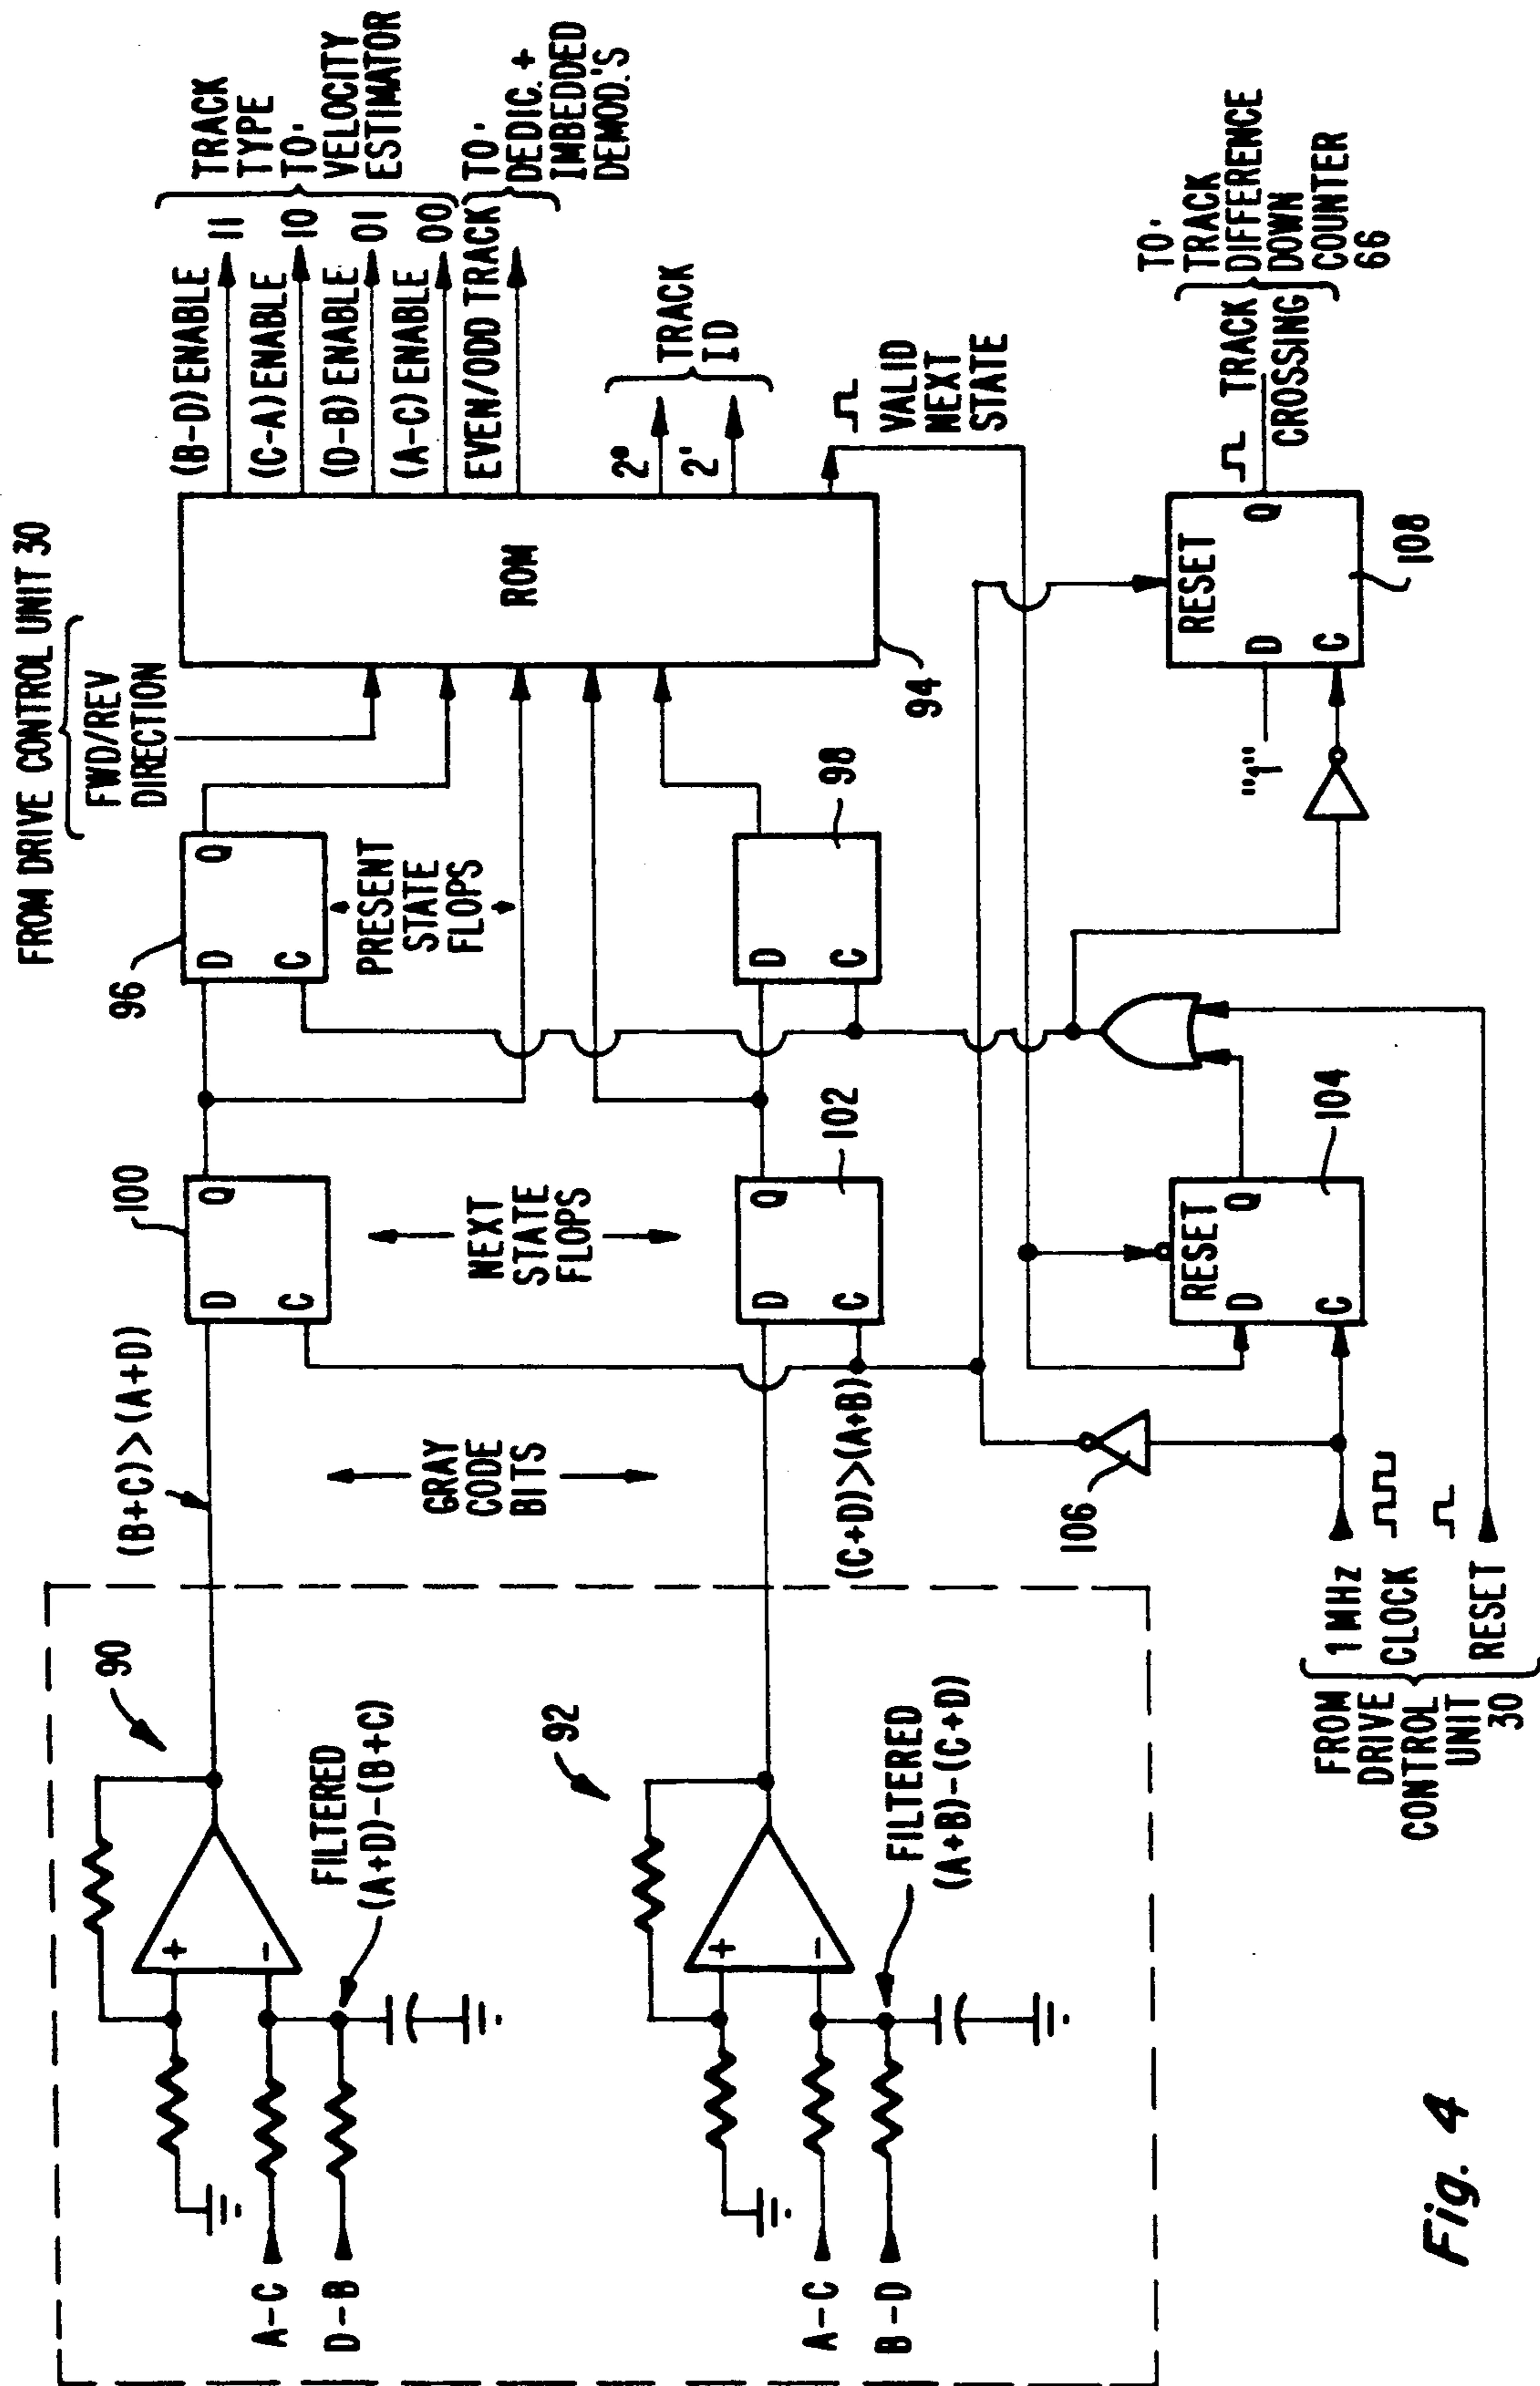 FROM DRIVE CONTROL UNIT 30
FWD/REV
DIRECTION
90
A-C
D-B
+
-
FILTERED
(A+D)-(B+C)
(B+C)>(A+D)
100
D
Q
C
96
D
Q
C
NEXT
STATE
FLOPS
PRESENT
STATE
FLOPS
GRAY
CODE
BITS
92
A-C
B-D
+
-
FILTERED
(A+B)-(C+D)
(C+D)>(A+B)
D
Q
C
102
D
C
98
ROM
94
(B-D) ENABLE
11
(C-A) ENABLE
10
(D-B) ENABLE
01
(A-C) ENABLE
00
TRACK
TYPE
TO:
VELOCITY
ESTIMATOR
EVEN/ODD TRACK
TO:
DEDIC. +
IMBEDDED
DEMOD.'S
2⁰
2'
TRACK
ID
VALID
NEXT
STATE
106
FROM
DRIVE
CONTROL
UNIT
30
1 MHz
CLOCK
RESET
RESET
D
Q
C
104
"1"
RESET
D
Q
C
108
TRACK
CROSSING
TO:
TRACK
DIFFERENCE
DOWN
COUNTER
66
Fig. 4